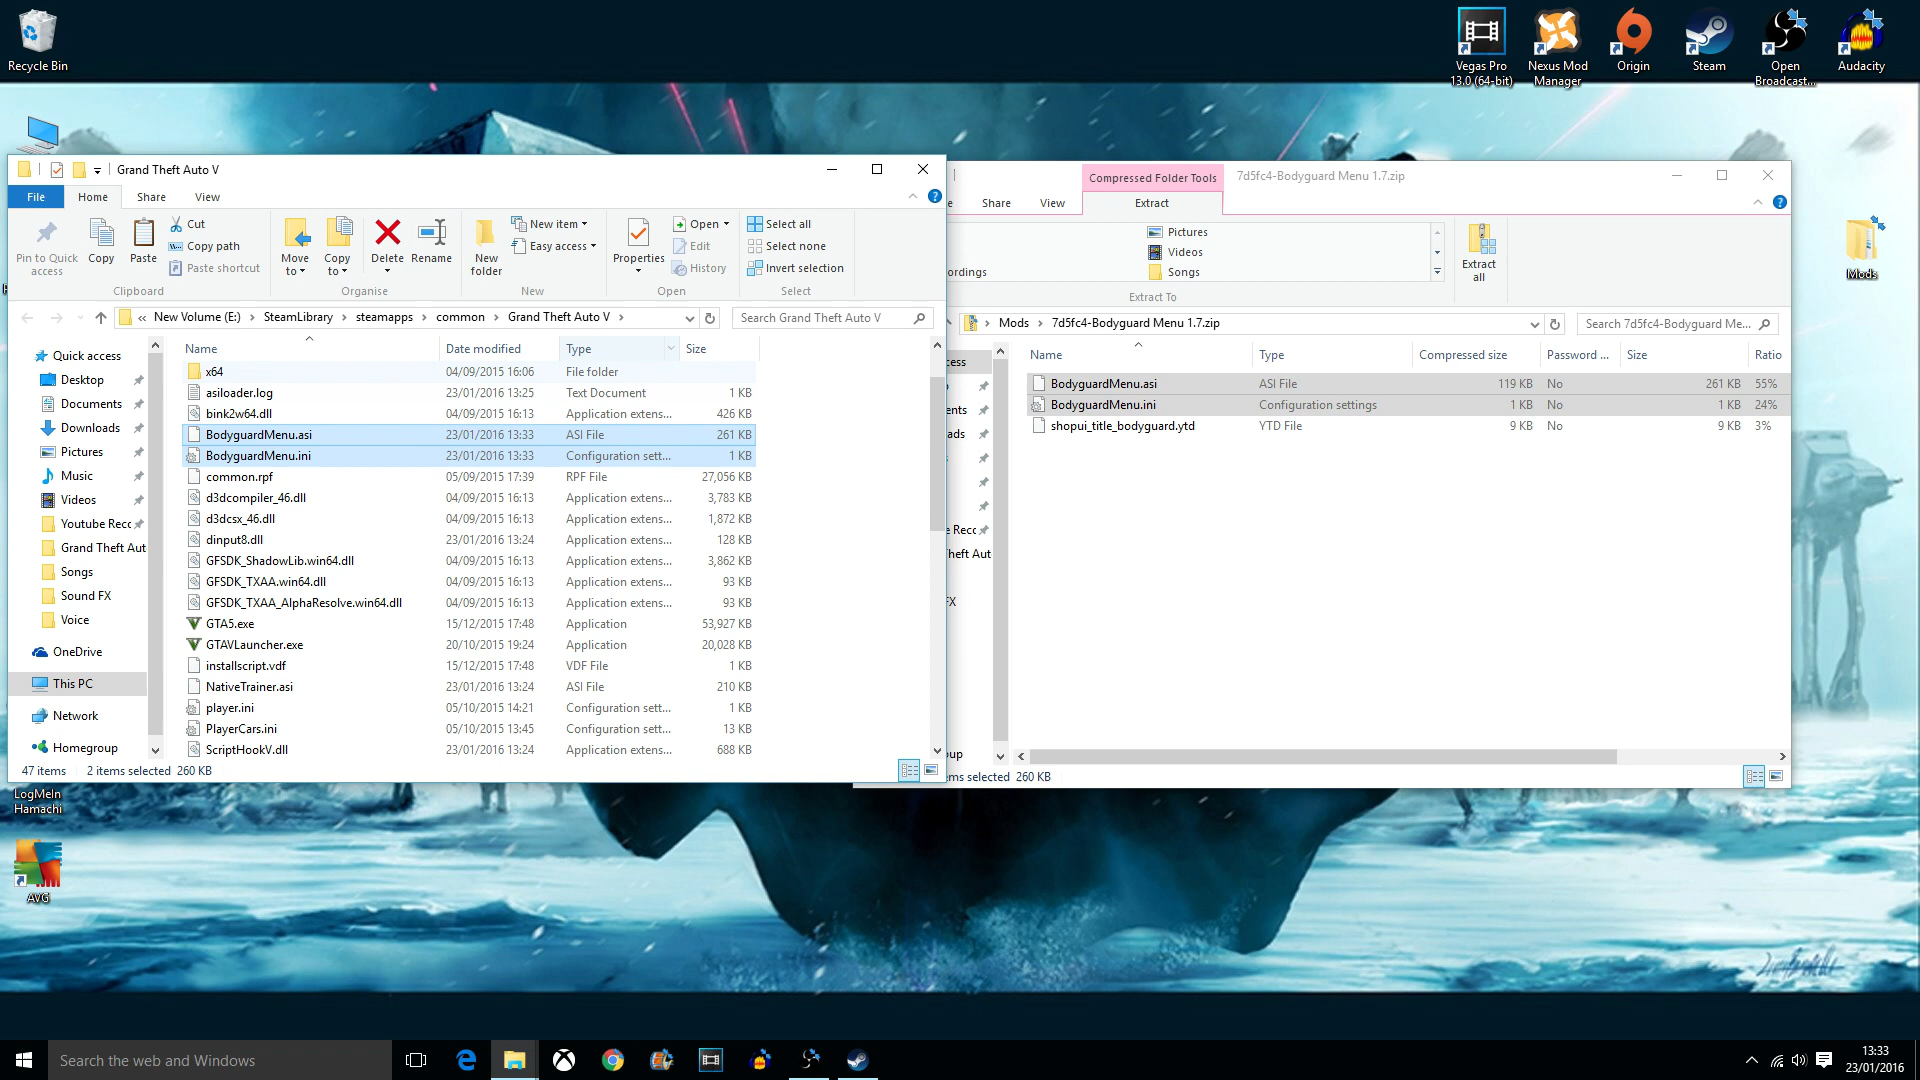 Recycle Bin
Vegas Pro
13.0 (64-bit)
Nexus Mod
Manager
Origin
Steam
Open
Broadcast...
Audacity
Mods
LogMeIn
Hamachi
AVG
Grand Theft Auto V
File
Home
Share
View
Pin to Quick
access
Copy
Paste
Cut
Copy path
Paste shortcut
Clipboard
Move
to
Copy
to
Delete
Rename
Organise
New
folder
New item
Easy access
New
Properties
Open
Edit
History
Open
Select all
Select none
Invert selection
Select
« New Volume (E:) > SteamLibrary > steamapps > common > Grand Theft Auto V >
Search Grand Theft Auto V
Quick access
Desktop
Documents
Downloads
Pictures
Music
Videos
Youtube Recc
Grand Theft Aut
Songs
Sound FX
Voice
OneDrive
This PC
Network
Homegroup
Name Date modified Type Size
x64 04/09/2015 16:06 File folder
asiloader.log 23/01/2016 13:25 Text Document 1 KB
bink2w64.dll 04/09/2015 16:13 Application extens... 426 KB
BodyguardMenu.asi 23/01/2016 13:33 ASI File 261 KB
BodyguardMenu.ini 23/01/2016 13:33 Configuration sett... 1 KB
common.rpf 05/09/2015 17:39 RPF File 27,056 KB
d3dcompiler_46.dll 04/09/2015 16:13 Application extens... 3,783 KB
d3dcsx_46.dll 04/09/2015 16:13 Application extens... 1,872 KB
dinput8.dll 23/01/2016 13:24 Application extens... 128 KB
GFSDK_ShadowLib.win64.dll 04/09/2015 16:13 Application extens... 3,862 KB
GFSDK_TXAA.win64.dll 04/09/2015 16:13 Application extens... 93 KB
GFSDK_TXAA_AlphaResolve.win64.dll 04/09/2015 16:13 Application extens... 93 KB
GTA5.exe 15/12/2015 17:48 Application 53,927 KB
GTAVLauncher.exe 20/10/2015 19:24 Application 20,028 KB
installscript.vdf 15/12/2015 17:48 VDF File 1 KB
NativeTrainer.asi 23/01/2016 13:24 ASI File 210 KB
player.ini 05/10/2015 14:21 Configuration sett... 1 KB
PlayerCars.ini 05/10/2015 13:45 Configuration sett... 13 KB
ScriptHookV.dll 23/01/2016 13:24 Application extens... 688 KB
47 items 2 items selected 260 KB
Compressed Folder Tools
7d5fc4-Bodyguard Menu 1.7.zip
e
Share
View
Extract
ordings
Pictures
Videos
Songs
Extract To
Extract
all
> Mods > 7d5fc4-Bodyguard Menu 1.7.zip
Search 7d5fc4-Bodyguard Me...
cess
ents
ads
e Recc
heft Aut
FX
oup
Name Type Compressed size Password ... Size Ratio
BodyguardMenu.asi ASI File 119 KB No 261 KB 55%
BodyguardMenu.ini Configuration settings 1 KB No 1 KB 24%
shopui_title_bodyguard.ytd YTD File 9 KB No 9 KB 3%
ems selected 260 KB
Search the web and Windows
13:33
23/01/2016